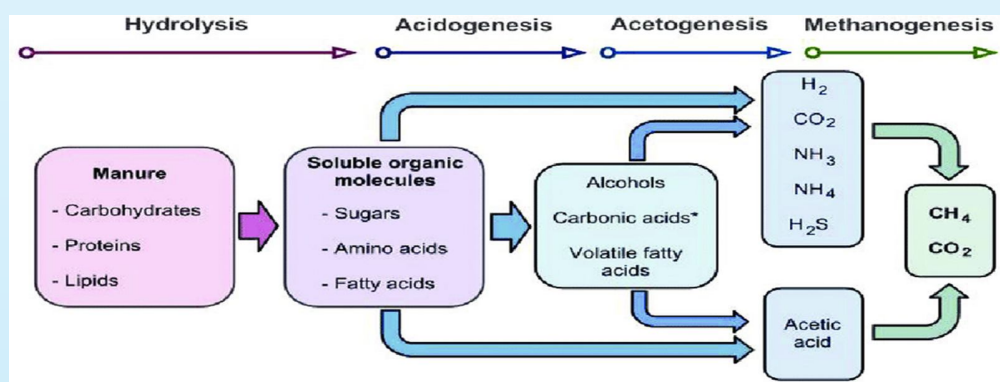 Hydrolysis
Acidogenesis
Acetogenesis
Methanogenesis
Manure
- Carbohydrates
- Proteins
- Lipids
Soluble organic
molecules
- Sugars
- Amino acids
- Fatty acids
Alcohols
Carbonic acids*
Volatile fatty
acids
H₂
CO₂
NH₃
NH₄
H₂S
Acetic
acid
CH₄
CO₂